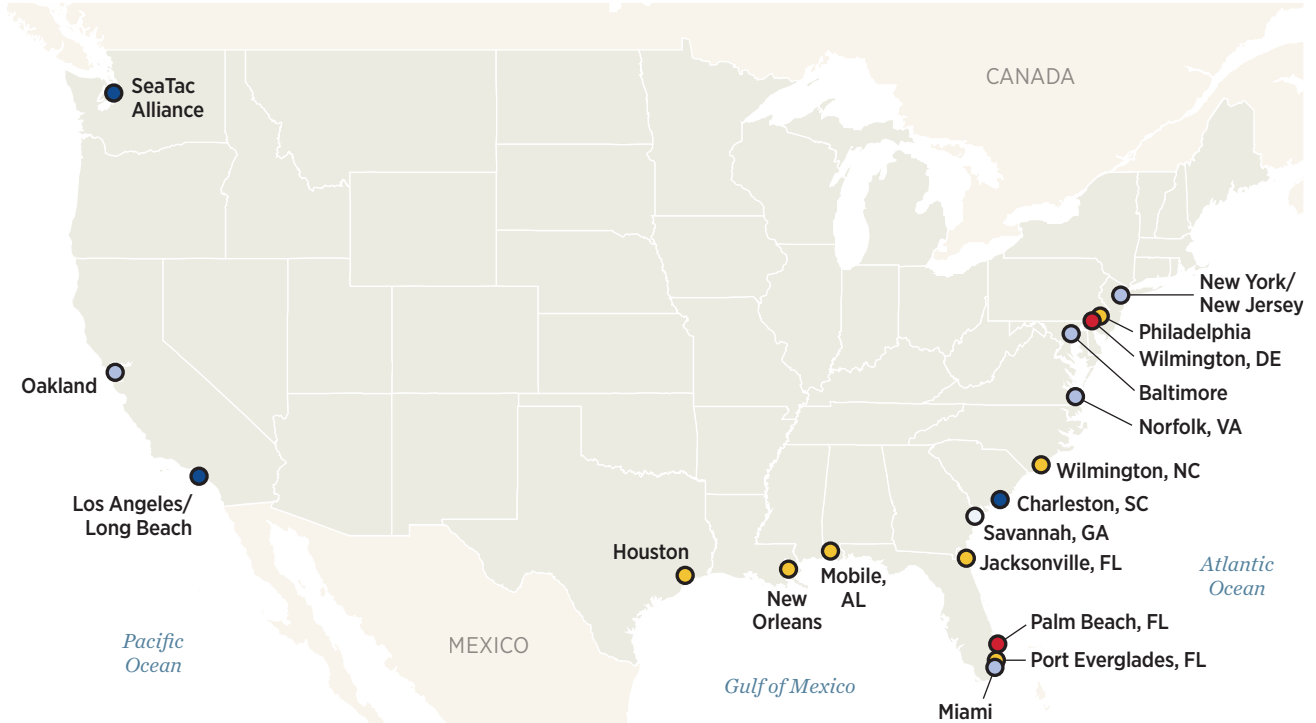 CANADA
SeaTac
Alliance
New York/
New Jersey
Philadelphia
Wilmington, DE
Oakland
Baltimore
Norfolk, VA
Wilmington, NC
Los Angeles/
Long Beach
Charleston, SC
Savannah, GA
Houston
Jacksonville, FL
Mobile,
AL
New
Orleans
Atlantic
Ocean
Palm Beach, FL
Pacific
Ocean
MEXICO
Port Everglades, FL
Gulf of Mexico
Miami